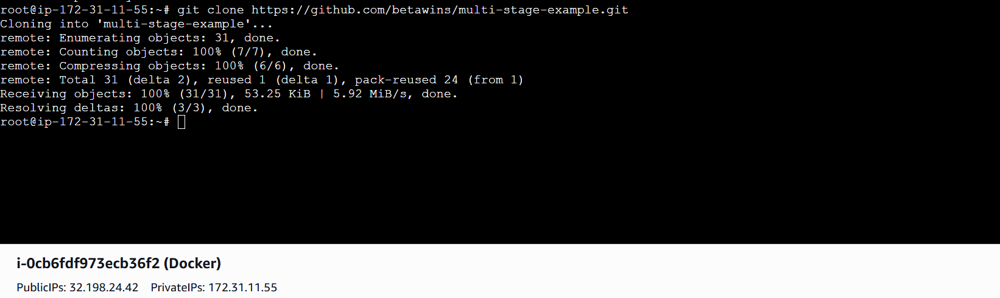 root@ip-172-31-11-55:~# git clone https://github.com/betawins/multi-stage-example.git
Cloning into 'multi-stage-example'...
remote: Enumerating objects: 31, done.
remote: Counting objects: 100% (7/7), done.
remote: Compressing objects: 100% (6/6), done.
remote: Total 31 (delta 2), reused 1 (delta 1), pack-reused 24 (from 1)
Receiving objects: 100% (31/31), 53.25 KiB | 5.92 MiB/s, done.
Resolving deltas: 100% (3/3), done.
root@ip-172-31-11-55:~#
i-0cb6fdf973ecb36f2 (Docker)
PublicIPs: 32.198.24.42 PrivateIPs: 172.31.11.55